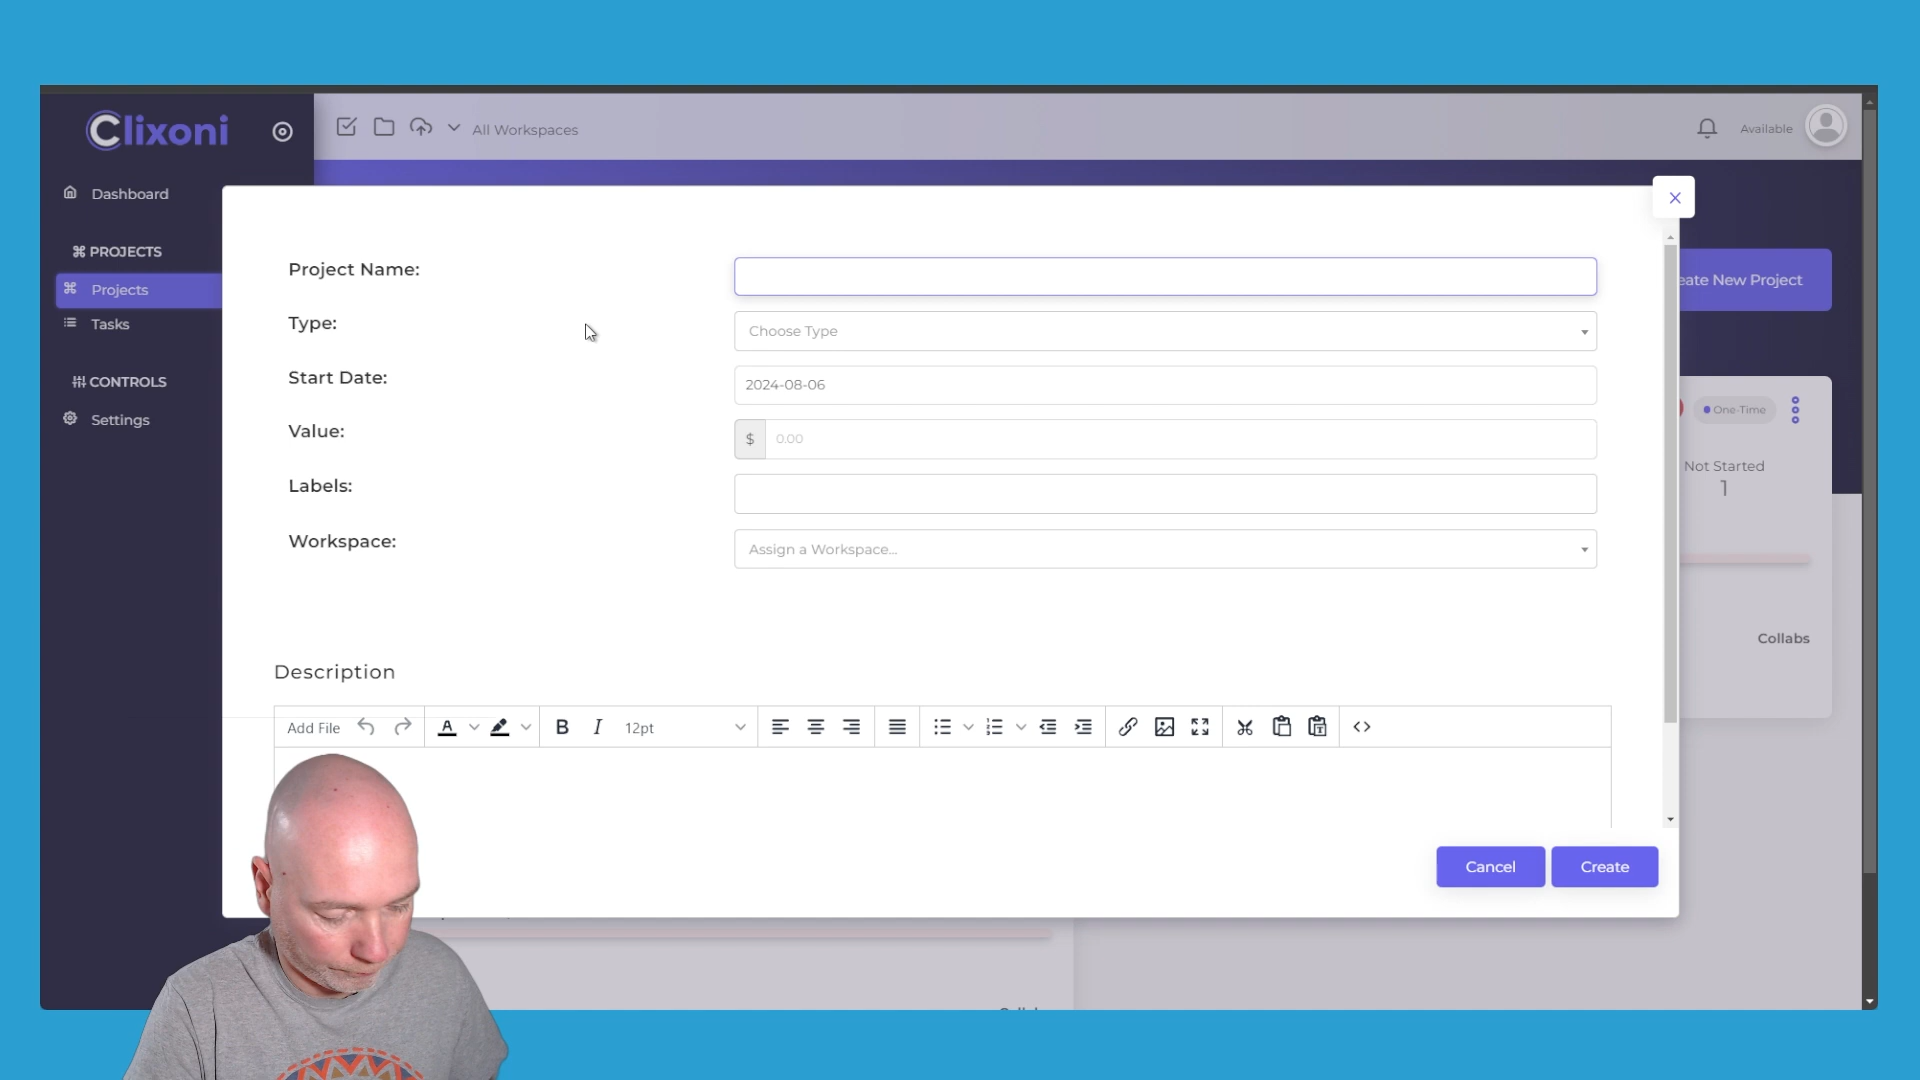 Clixoni
All Workspaces
Available
Dashboard
PROJECTS
Projects
Tasks
CONTROLS
Settings
eate New Project
One-Time
Not Started
1
Collabs
Project Name:
Type:
Choose Type
Start Date:
2024-08-06
Value:
$ 0.00
Labels:
Workspace:
Assign a Workspace...
Description
Add File
A
B
I
12pt
Cancel
Create